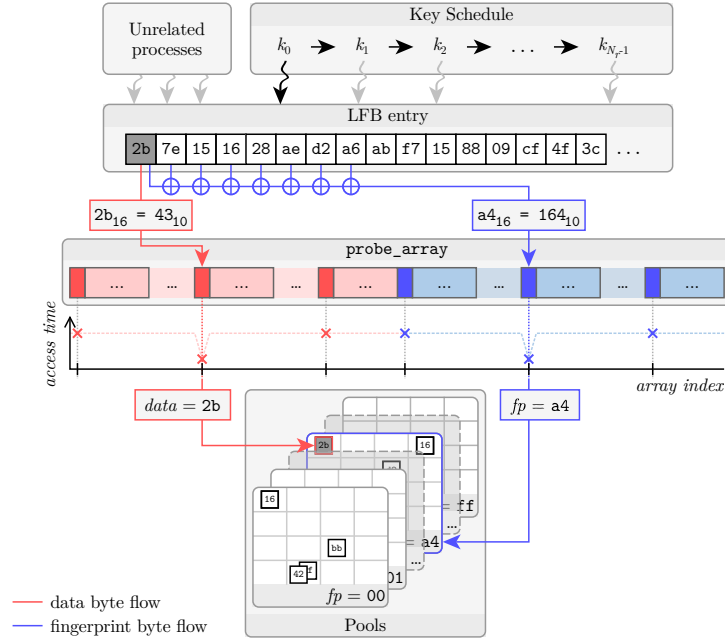 Unrelated
processes
Key Schedule
k0 k1 k2 ... kNr-1
LFB entry
2b 7e 15 16 28 ae d2 a6 ab f7 15 88 09 cf 4f 3c ...
2b16 = 4310
a416 = 16410
probe_array
... ... ... ... ... ... ... ... ...
access time
array index
data = 2b
fp = a4
2b 16
= ff
...
= a4
...
01
16
bb
42 f
fp = 00
Pools
data byte flow
fingerprint byte flow